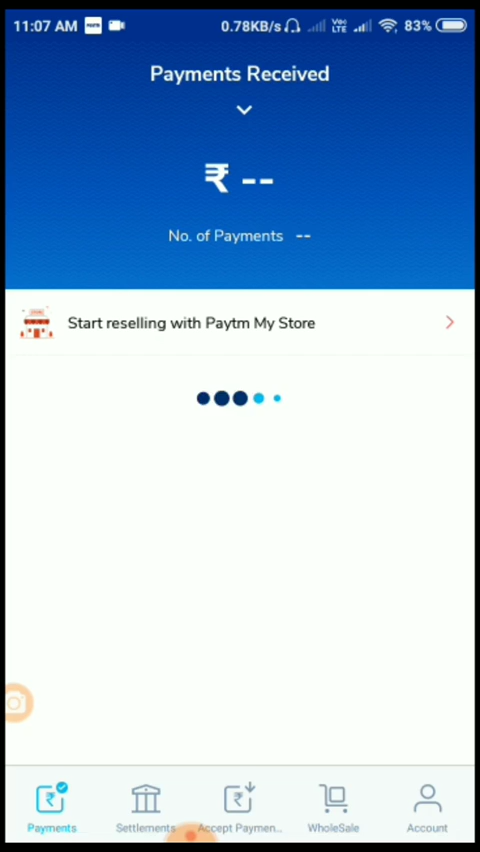 11:07 AM
0.78KB/s
Vo
LTE
83%
Payments Received
₹ --
No. of Payments --
Start reselling with Paytm My Store
Payments
Settlements
Accept Paymen...
WholeSale
Account